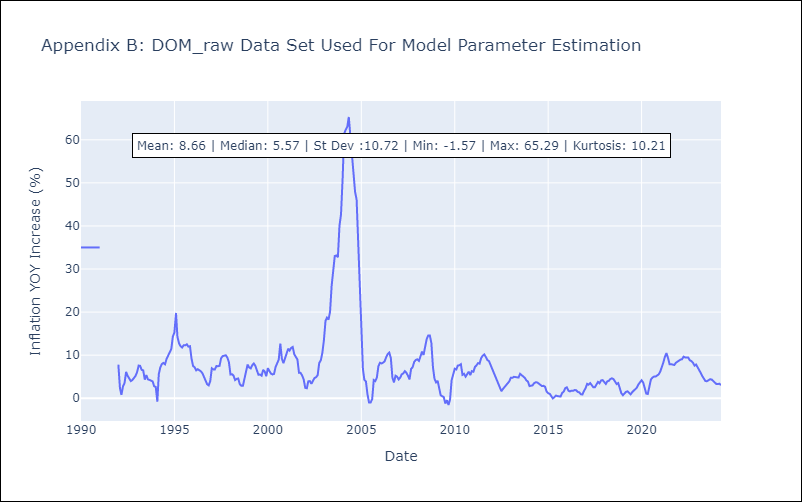 Appendix B: DOM_raw Data Set Used For Model Parameter Estimation
Mean: 8.66 | Median: 5.57 | St Dev :10.72 | Min: -1.57 | Max: 65.29 | Kurtosis: 10.21
Inflation YOY Increase (%)
60
50
40
30
20
10
0
1990 1995 2000 2005 2010 2015 2020
Date